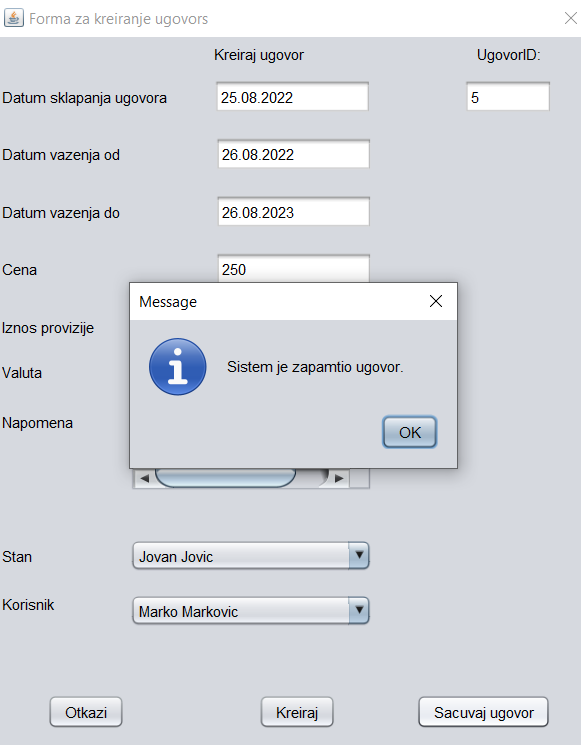 Forma za kreiranje ugovors
Kreiraj ugovor UgovorID:
Datum sklapanja ugovora 25.08.2022 5
Datum vazenja od 26.08.2022
Datum vazenja do 26.08.2023
Cena 250
Message
Iznos provizije
Sistem je zapamtio ugovor.
Valuta
Napomena
OK
Stan Jovan Jovic
Korisnik Marko Markovic
Otkazi Kreiraj Sacuvaj ugovor